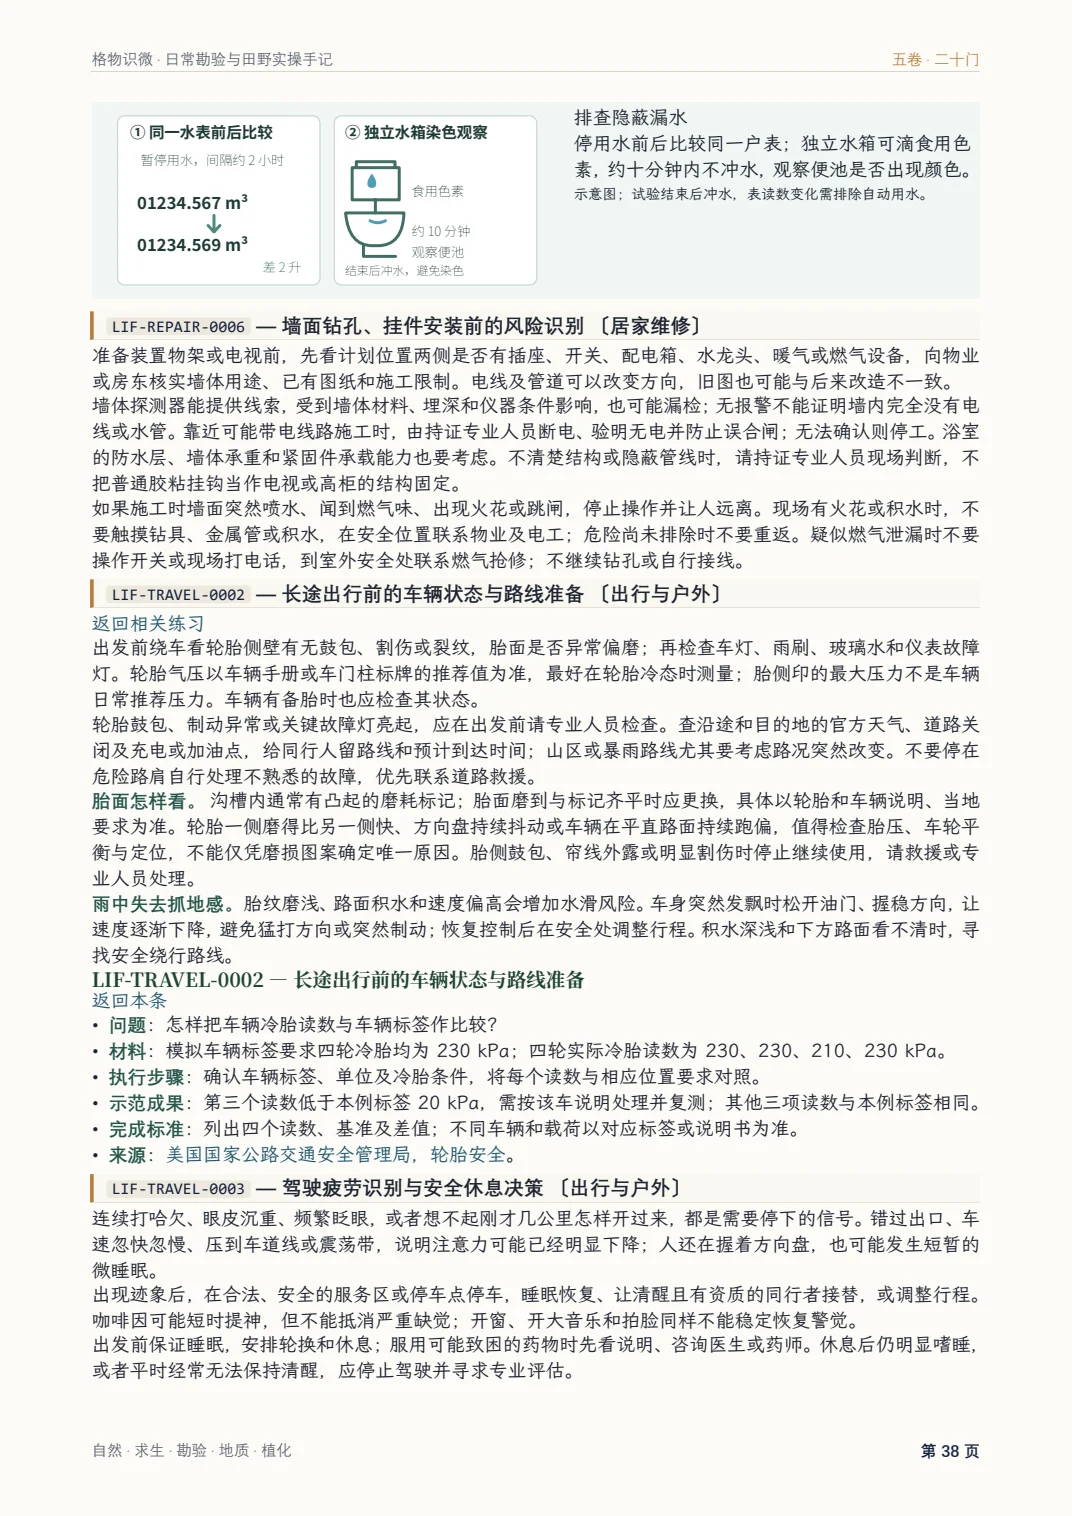 格物识微 · 日常勘验与田野实操手记
五卷 · 二十门
① 同一水表前后比较
暂停用水，间隔约 2 小时
01234.567 m³
01234.569 m³
差 2 升
② 独立水箱染色观察
食用色素
约 10 分钟
观察便池
结束后冲水，避免染色
排查隐蔽漏水
停用水前后比较同一户表；独立水箱可滴食用色
素，约十分钟内不冲水，观察便池是否出现颜色。
示意图；试验结束后冲水，表读数变化需排除自动用水。
LIF-REPAIR-0006 — 墙面钻孔、挂件安装前的风险识别 〔居家维修〕
准备装置物架或电视前，先看计划位置两侧是否有插座、开关、配电箱、水龙头、暖气或燃气设备，向物业
或房东核实墙体用途、已有图纸和施工限制。电线及管道可以改变方向，旧图也可能与后来改造不一致。
墙体探测器能提供线索，受到墙体材料、埋深和仪器条件影响，也可能漏检；无报警不能证明墙内完全没有电
线或水管。靠近可能带电线路施工时，由持证专业人员断电、验明无电并防止误合闸；无法确认则停工。浴室
的防水层、墙体承重和紧固件承载能力也要考虑。不清楚结构或隐蔽管线时，请持证专业人员现场判断，不
把普通胶粘挂钩当作电视或高柜的结构固定。
如果施工时墙面突然喷水、闻到燃气味、出现火花或跳闸，停止操作并让人远离。现场有火花或积水时，不
要触摸钻具、金属管或积水，在安全位置联系物业及电工；危险尚未排除时不要重返。疑似燃气泄漏时不要
操作开关或现场打电话，到室外安全处联系燃气抢修；不继续钻孔或自行接线。
LIF-TRAVEL-0002 — 长途出行前的车辆状态与路线准备 〔出行与户外〕
返回相关练习
出发前绕车看轮胎侧壁有无鼓包、割伤或裂纹，胎面是否异常偏磨；再检查车灯、雨刷、玻璃水和仪表故障
灯。轮胎气压以车辆手册或车门柱标牌的推荐值为准，最好在轮胎冷态时测量；胎侧印的最大压力不是车辆
日常推荐压力。车辆有备胎时也应检查其状态。
轮胎鼓包、制动异常或关键故障灯亮起，应在出发前请专业人员检查。查沿途和目的地的官方天气、道路关
闭及充电或加油点，给同行人留路线和预计到达时间；山区或暴雨路线尤其要考虑路况突然改变。不要停在
危险路肩自行处理不熟悉的故障，优先联系道路救援。
胎面怎样看。 沟槽内通常有凸起的磨耗标记；胎面磨到与标记齐平时应更换，具体以轮胎和车辆说明、当地
要求为准。轮胎一侧磨得比另一侧快、方向盘持续抖动或车辆在平直路面持续跑偏，值得检查胎压、车轮平
衡与定位，不能仅凭磨损图案确定唯一原因。胎侧鼓包、帘线外露或明显割伤时停止继续使用，请救援或专
业人员处理。
雨中失去抓地感。胎纹磨浅、路面积水和速度偏高会增加水滑风险。车身突然发飘时松开油门、握稳方向，让
速度逐渐下降，避免猛打方向或突然制动；恢复控制后在安全处调整行程。积水深浅和下方路面看不清时，寻
找安全绕行路线。
LIF-TRAVEL-0002 — 长途出行前的车辆状态与路线准备
返回本条
• 问题：怎样把车辆冷胎读数与车辆标签作比较？
• 材料：模拟车辆标签要求四轮冷胎均为 230 kPa；四轮实际冷胎读数为 230、230、210、230 kPa。
• 执行步骤：确认车辆标签、单位及冷胎条件，将每个读数与相应位置要求对照。
• 示范成果：第三个读数低于本例标签 20 kPa，需按该车说明处理并复测；其他三项读数与本例标签相同。
• 完成标准：列出四个读数、基准及差值；不同车辆和载荷以对应标签或说明书为准。
• 来源：美国国家公路交通安全管理局，轮胎安全。
LIF-TRAVEL-0003 — 驾驶疲劳识别与安全休息决策 〔出行与户外〕
连续打哈欠、眼皮沉重、频繁眨眼，或者想不起刚才几公里怎样开过来，都是需要停下的信号。错过出口、车
速忽快忽慢、压到车道线或震荡带，说明注意力可能已经明显下降；人还在握着方向盘，也可能发生短暂的
微睡眠。
出现迹象后，在合法、安全的服务区或停车点停车，睡眠恢复、让清醒且有资质的同行者接替，或调整行程。
咖啡因可能短时提神，但不能抵消严重缺觉；开窗、开大音乐和拍脸同样不能稳定恢复警觉。
出发前保证睡眠，安排轮换和休息；服用可能致困的药物时先看说明、咨询医生或药师。休息后仍明显嗜睡，
或者平时经常无法保持清醒，应停止驾驶并寻求专业评估。
自然 · 求生 · 勘验 · 地质 · 植化
第 38 页